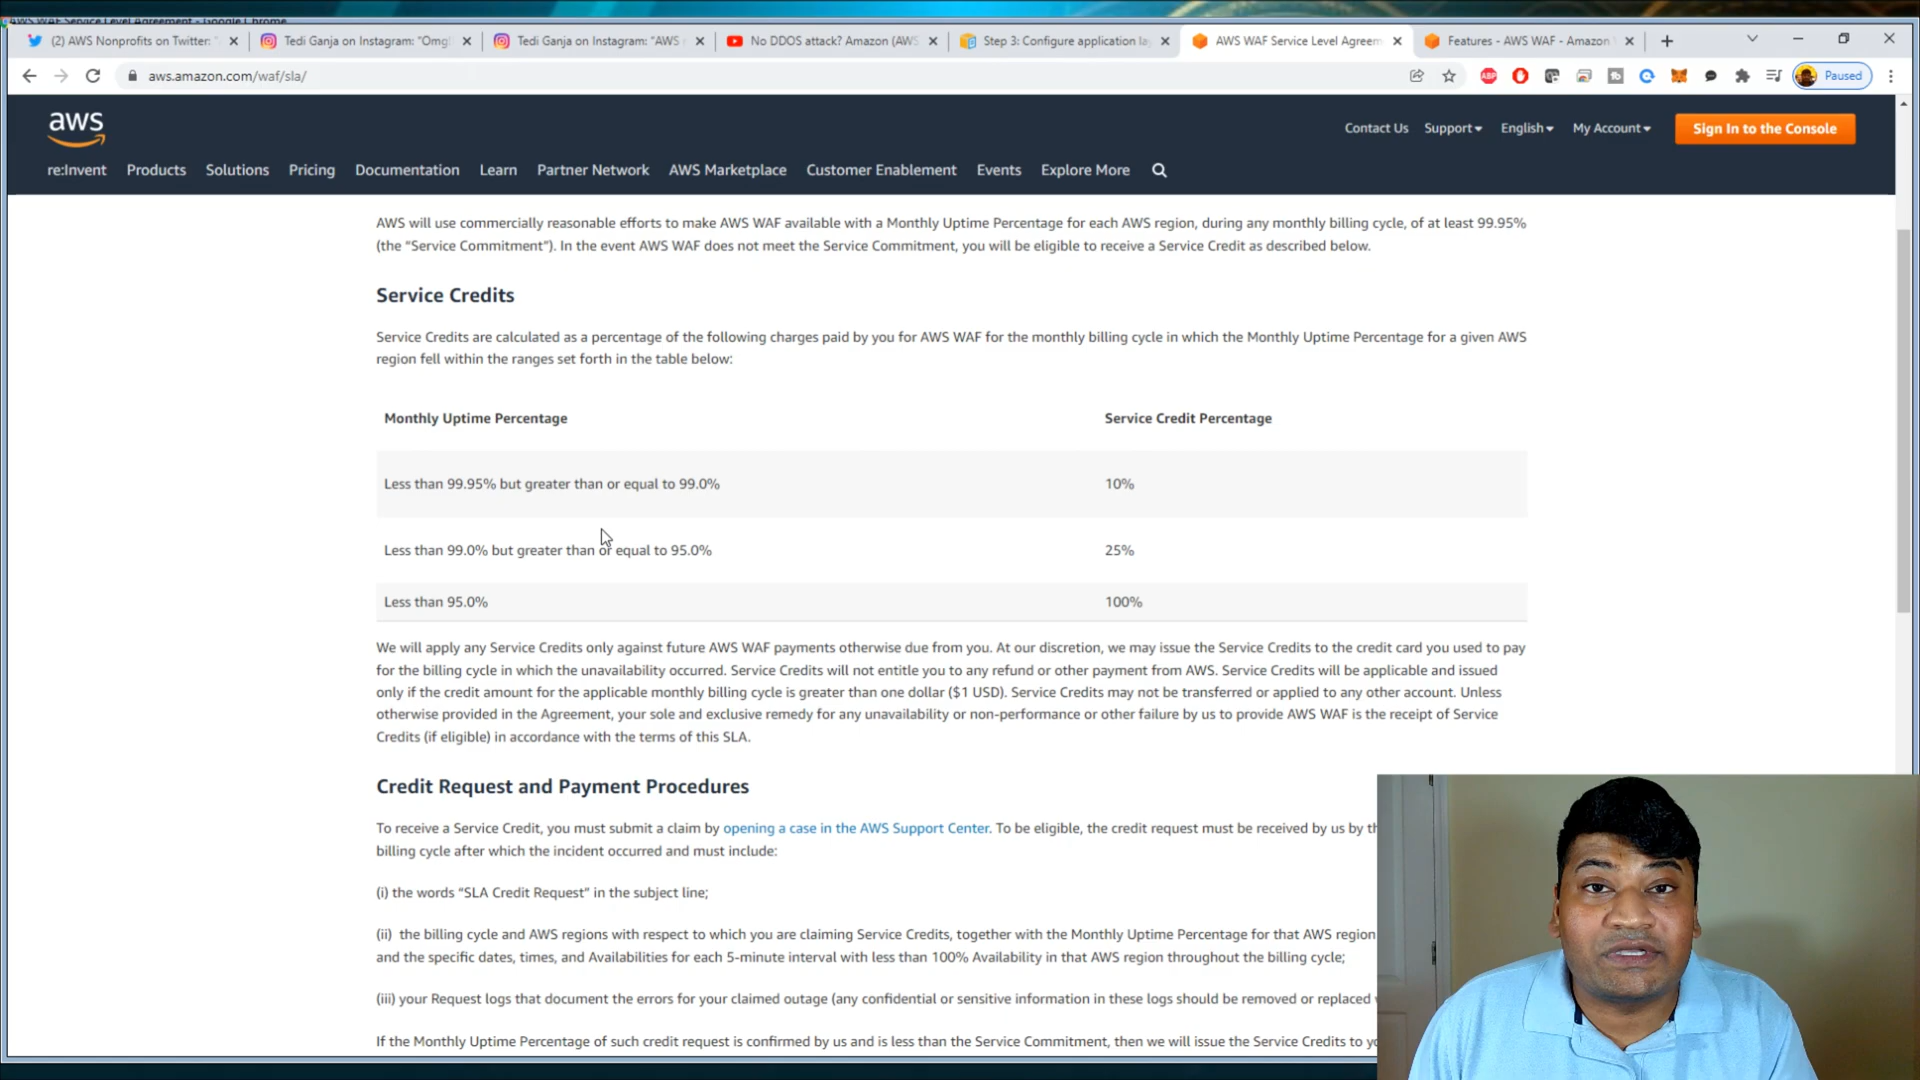 AWS WAF Service Level Agreement - Google Chrome
(2) AWS Nonprofits on Twitter: "
Tedi Ganja on Instagram: "Omg!
Tedi Ganja on Instagram: "AWS
No DDOS attack? Amazon (AWS
Step 3: Configure application la
AWS WAF Service Level Agreem
Features - AWS WAF - Amazon
aws.amazon.com/waf/sla/
ABP
Paused
aws
Contact Us
Support
English
My Account
Sign In to the Console
re:Invent
Products
Solutions
Pricing
Documentation
Learn
Partner Network
AWS Marketplace
Customer Enablement
Events
Explore More
AWS will use commercially reasonable efforts to make AWS WAF available with a Monthly Uptime Percentage for each AWS region, during any monthly billing cycle, of at least 99.95%
(the “Service Commitment”). In the event AWS WAF does not meet the Service Commitment, you will be eligible to receive a Service Credit as described below.
Service Credits
Service Credits are calculated as a percentage of the following charges paid by you for AWS WAF for the monthly billing cycle in which the Monthly Uptime Percentage for a given AWS
region fell within the ranges set forth in the table below:
Monthly Uptime Percentage
Service Credit Percentage
Less than 99.95% but greater than or equal to 99.0%
10%
Less than 99.0% but greater than or equal to 95.0%
25%
Less than 95.0%
100%
We will apply any Service Credits only against future AWS WAF payments otherwise due from you. At our discretion, we may issue the Service Credits to the credit card you used to pay
for the billing cycle in which the unavailability occurred. Service Credits will not entitle you to any refund or other payment from AWS. Service Credits will be applicable and issued
only if the credit amount for the applicable monthly billing cycle is greater than one dollar ($1 USD). Service Credits may not be transferred or applied to any other account. Unless
otherwise provided in the Agreement, your sole and exclusive remedy for any unavailability or non-performance or other failure by us to provide AWS WAF is the receipt of Service
Credits (if eligible) in accordance with the terms of this SLA.
Credit Request and Payment Procedures
To receive a Service Credit, you must submit a claim by opening a case in the AWS Support Center. To be eligible, the credit request must be received by us by th
billing cycle after which the incident occurred and must include:
(i) the words “SLA Credit Request” in the subject line;
(ii) the billing cycle and AWS regions with respect to which you are claiming Service Credits, together with the Monthly Uptime Percentage for that AWS region
and the specific dates, times, and Availabilities for each 5-minute interval with less than 100% Availability in that AWS region throughout the billing cycle;
(iii) your Request logs that document the errors for your claimed outage (any confidential or sensitive information in these logs should be removed or replaced
If the Monthly Uptime Percentage of such credit request is confirmed by us and is less than the Service Commitment, then we will issue the Service Credits to y